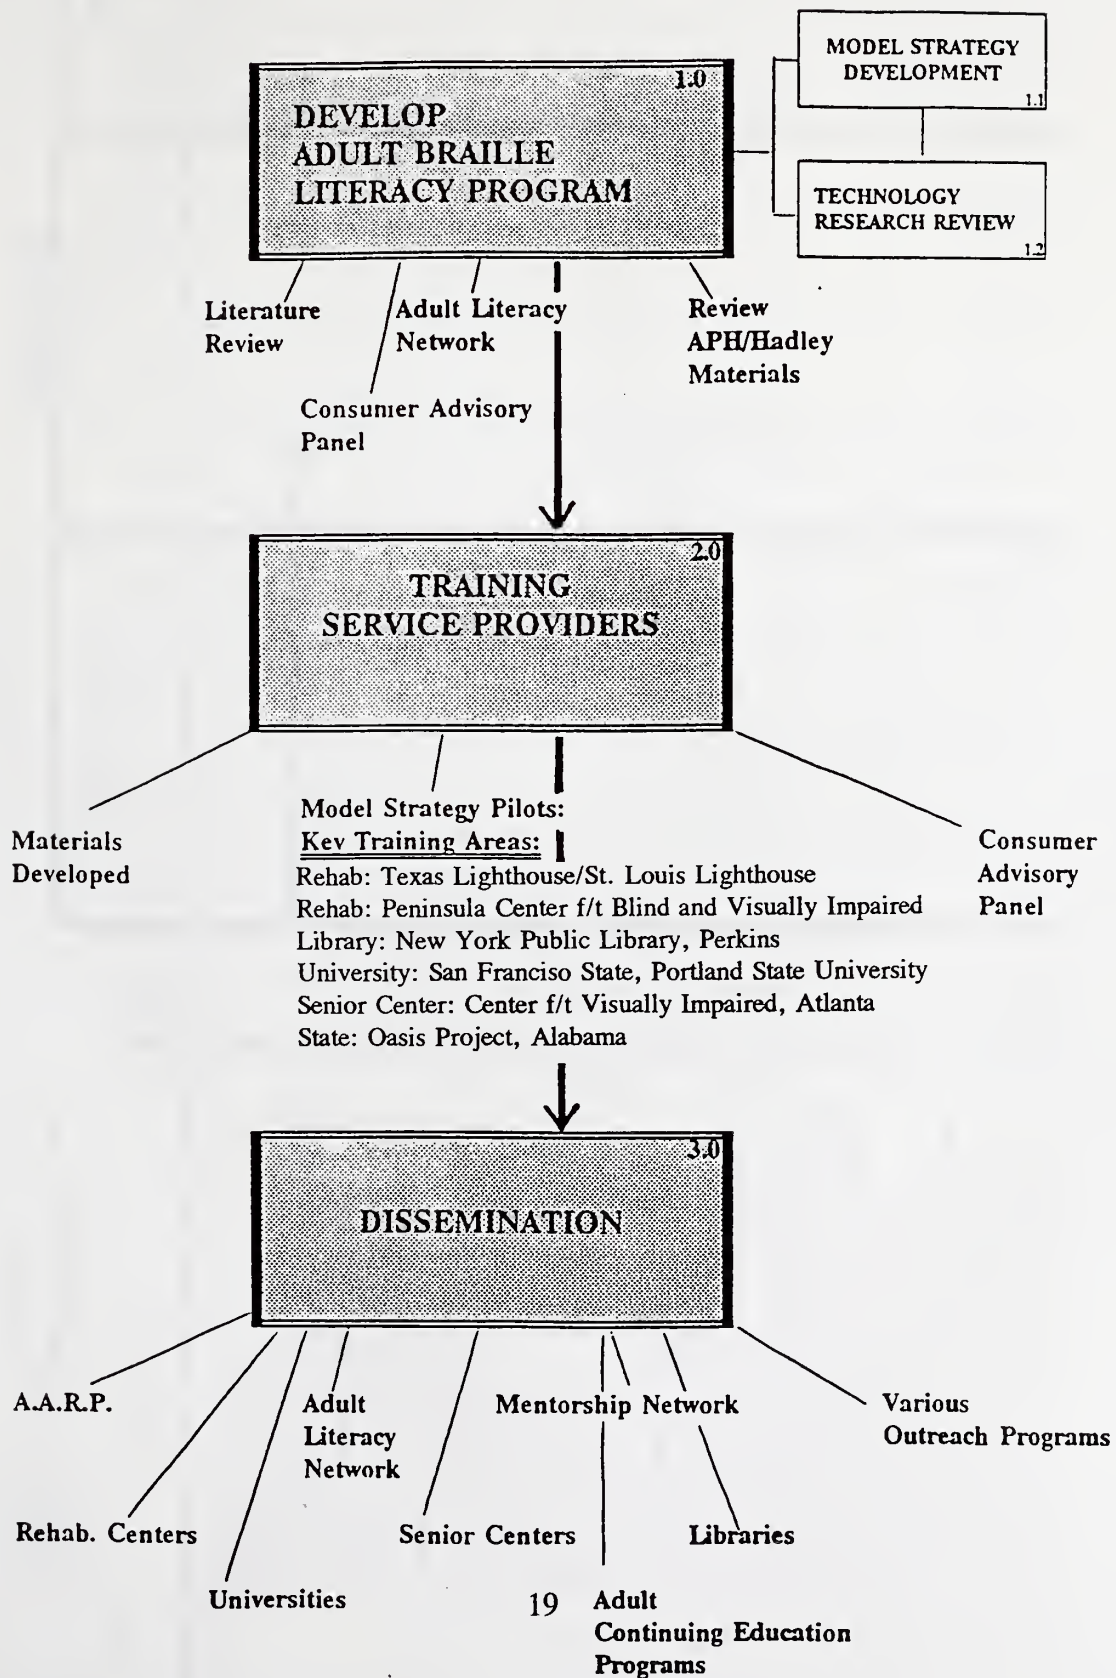 1.0
DEVELOP
ADULT BRAILLE
LITERACY PROGRAM
MODEL STRATEGY
DEVELOPMENT
1.1
TECHNOLOGY
RESEARCH REVIEW
1.2
Literature
Review
Consumer Advisory
Panel
Adult Literacy
Network
Review
APH/Hadley
Materials
2.0
TRAINING
SERVICE PROVIDERS
Materials
Developed
Model Strategy Pilots:
Key Training Areas:
Rehab: Texas Lighthouse/St. Louis Lighthouse
Rehab: Peninsula Center f/t Blind and Visually Impaired
Library: New York Public Library, Perkins
University: San Franciso State, Portland State University
Senior Center: Center f/t Visually Impaired, Atlanta
State: Oasis Project, Alabama
Consumer
Advisory
Panel
3.0
DISSEMINATION
A.A.R.P.
Rehab. Centers
Universities
Adult
Literacy
Network
Senior Centers
Mentorship Network
Adult
Continuing Education
Programs
Libraries
Various
Outreach Programs
19